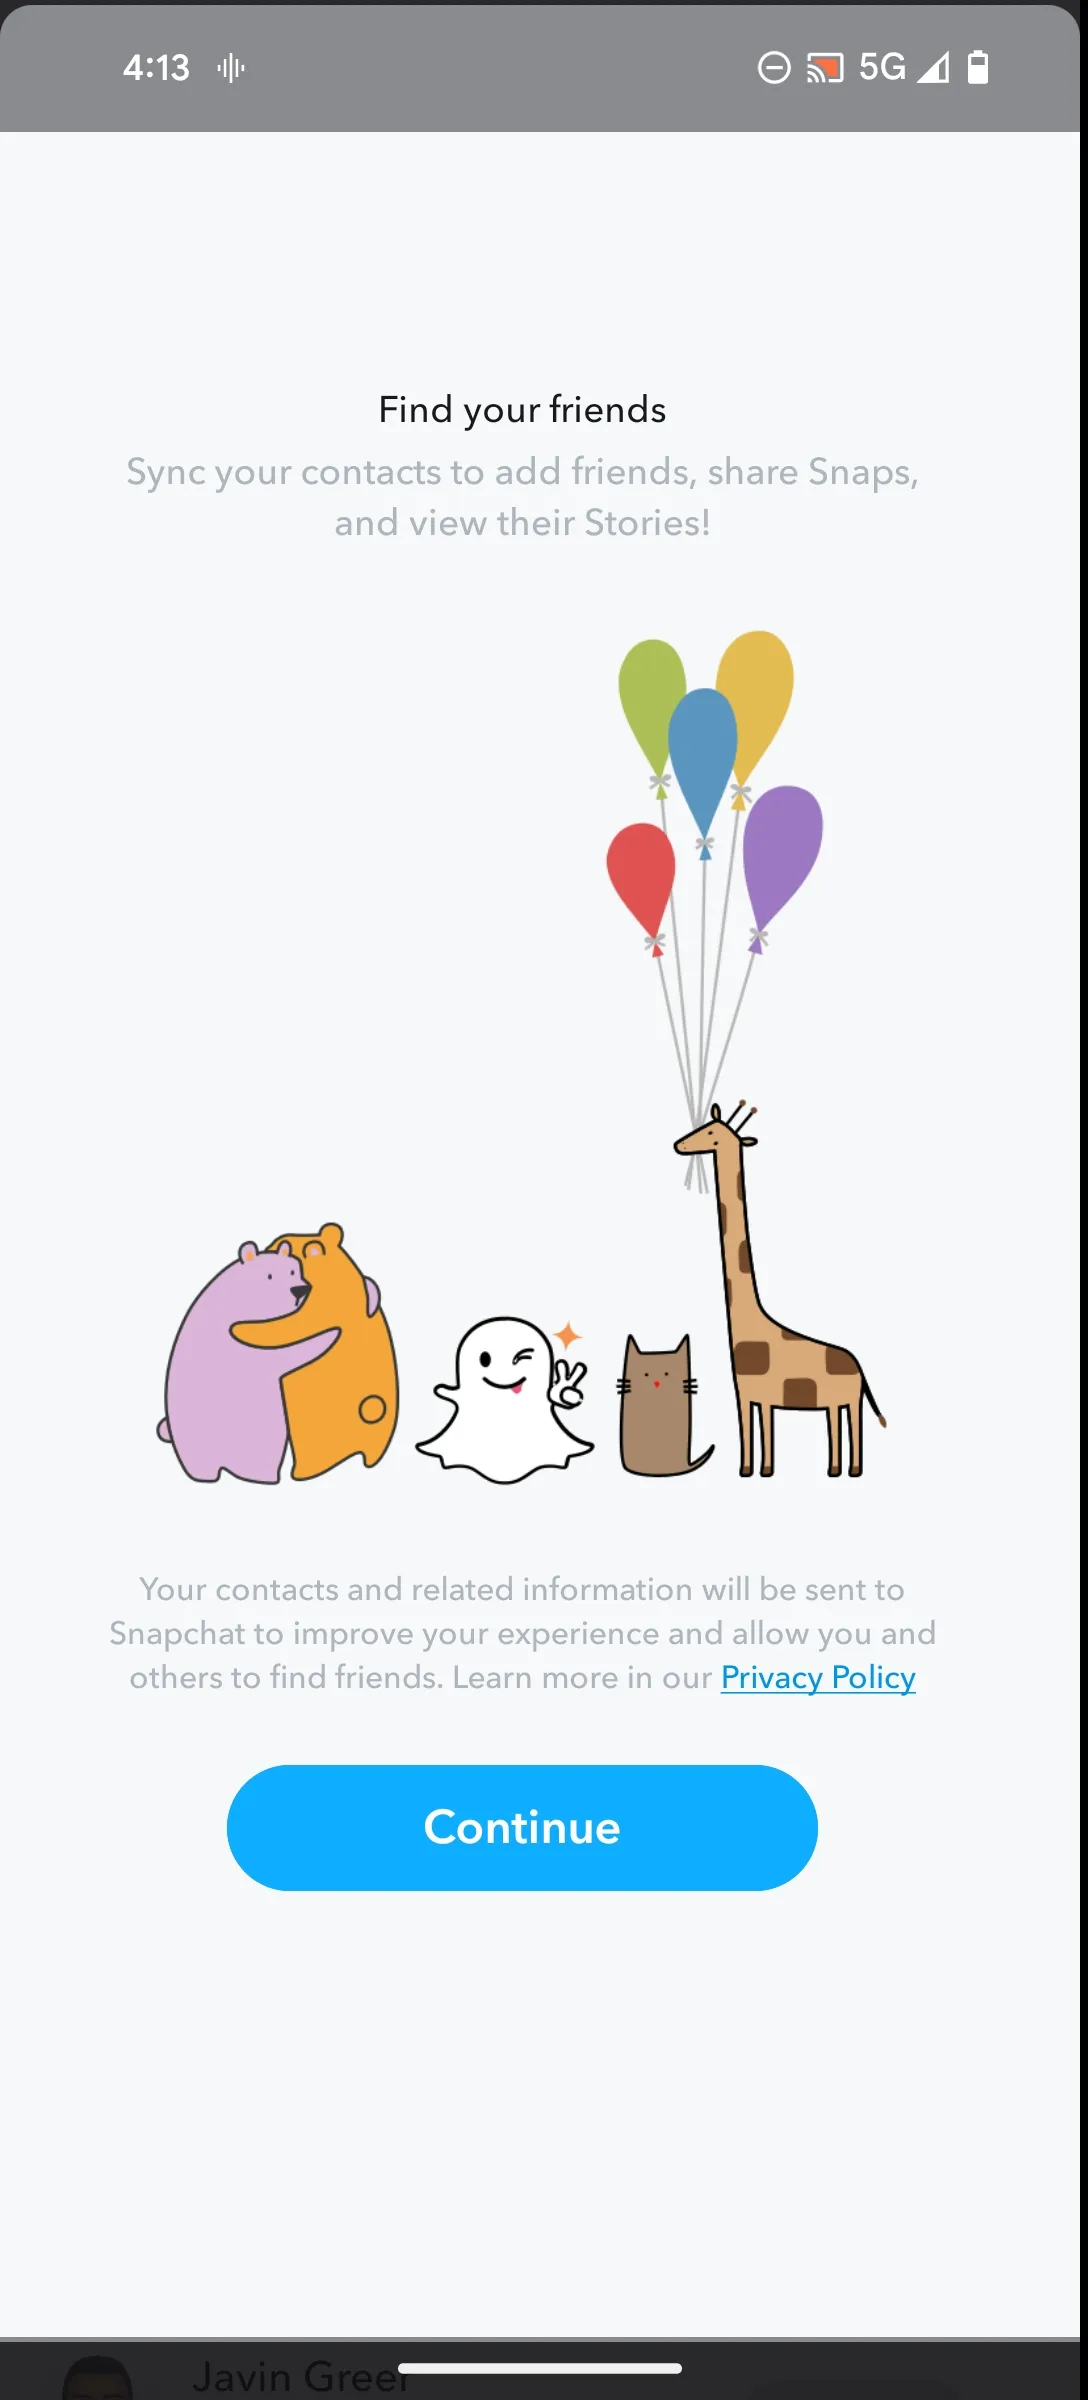 4:13
5G
Find your friends
Sync your contacts to add friends, share Snaps,
and view their Stories!
Your contacts and related information will be sent to
Snapchat to improve your experience and allow you and
others to find friends. Learn more in our Privacy Policy
Continue
Javin Greer